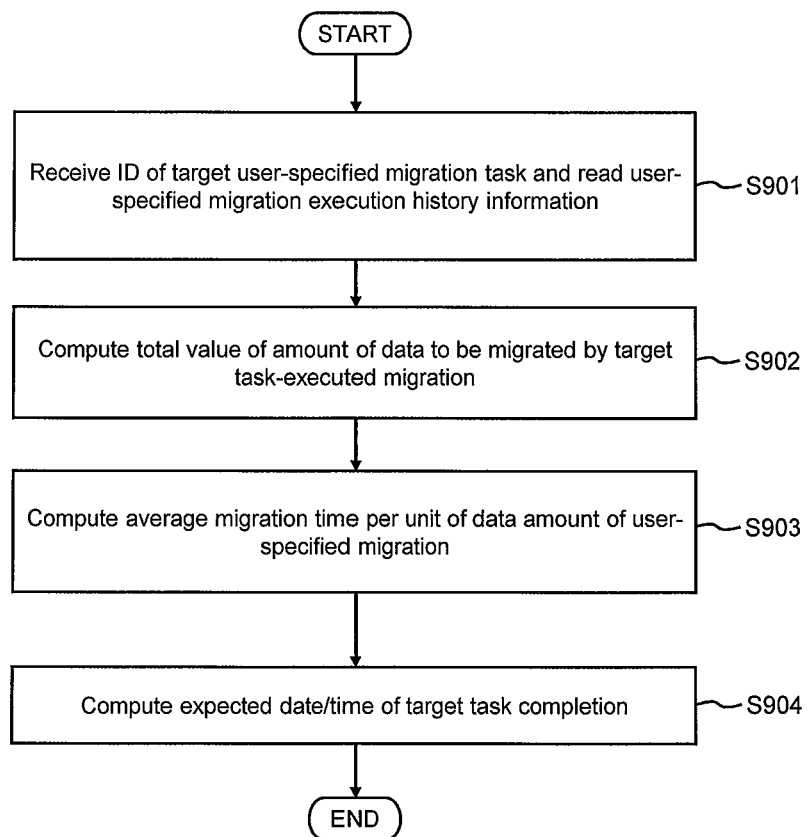 START
Receive ID of target user-specified migration task and read user-
specified migration execution history information
S901
Compute total value of amount of data to be migrated by target
task-executed migration
S902
Compute average migration time per unit of data amount of user-
specified migration
S903
Compute expected date/time of target task completion
S904
END